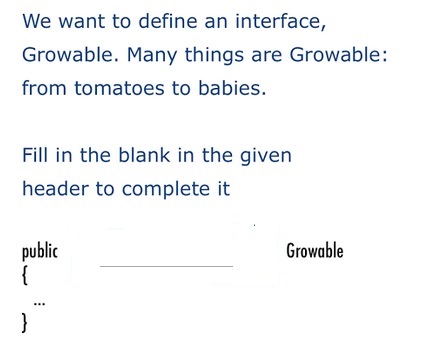 We want to define an interface,
Growable. Many things are Growable:
from tomatoes to babies.
Fill in the blank in the given
header to complete it
public ____________ Growable
{
...
}